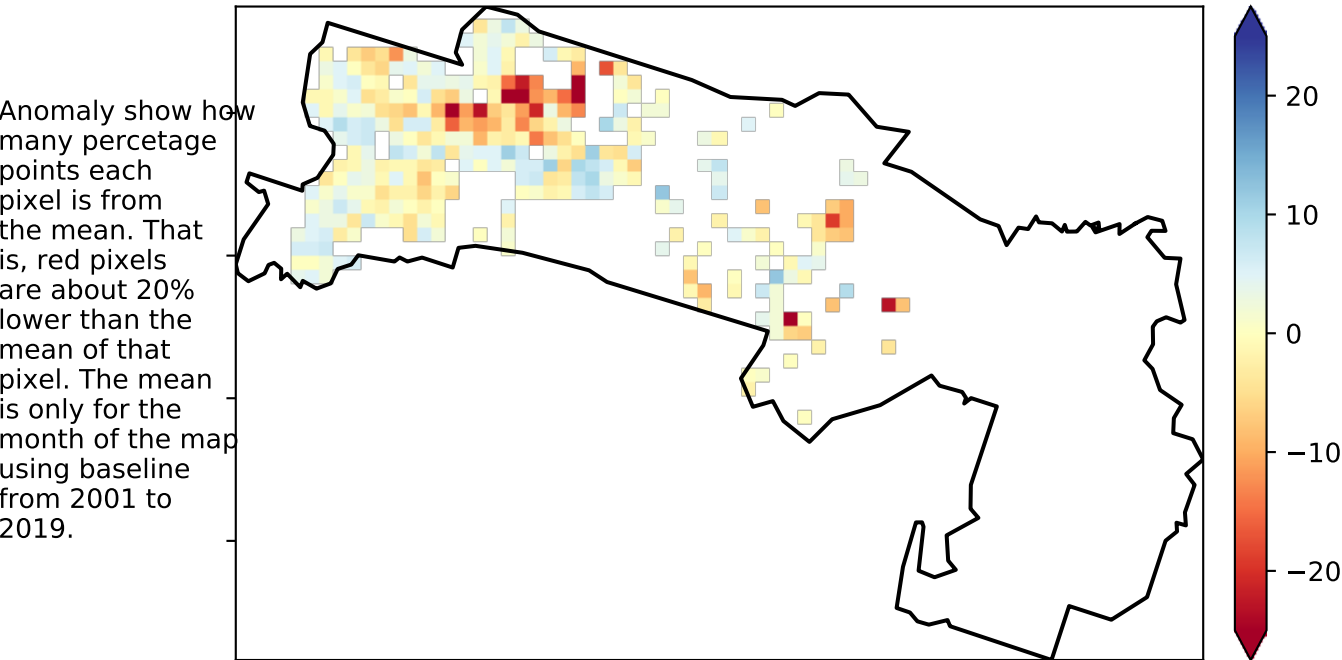 Anomaly show how
many percetage
points each
pixel is from
the mean. That
is, red pixels
are about 20%
lower than the
mean of that
pixel. The mean
is only for the
month of the map
using baseline
from 2001 to
2019.
20
10
0
−10
−20